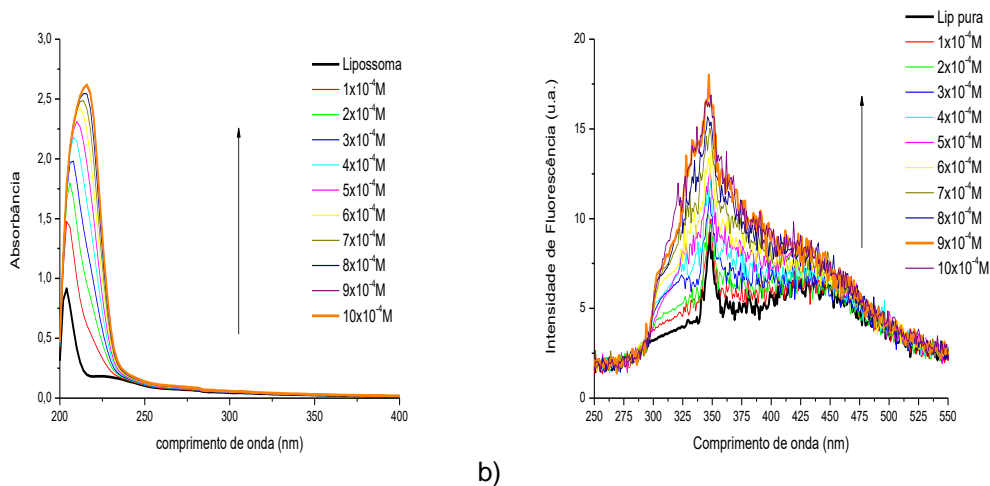 3,0
2,5
2,0
1,5
1,0
0,5
0,0
200
250
300
350
400
Absorbância
comprimento de onda (nm)
Lipossoma
1x10⁻⁴M
2x10⁻⁴M
3x10⁻⁴M
4x10⁻⁴M
5x10⁻⁴M
6x10⁻⁴M
7x10⁻⁴M
8x10⁻⁴M
9x10⁻⁴M
10x10⁻⁴M
20
15
10
5
0
250
275
300
325
350
375
400
425
450
475
500
525
550
Intensidade de Fluorescência (u.a.)
Comprimento de onda (nm)
Lip pura
1x10⁻⁴M
2x10⁻⁴M
3x10⁻⁴M
4x10⁻⁴M
5x10⁻⁴M
6x10⁻⁴M
7x10⁻⁴M
8x10⁻⁴M
9x10⁻⁴M
10x10⁻⁴M
b)